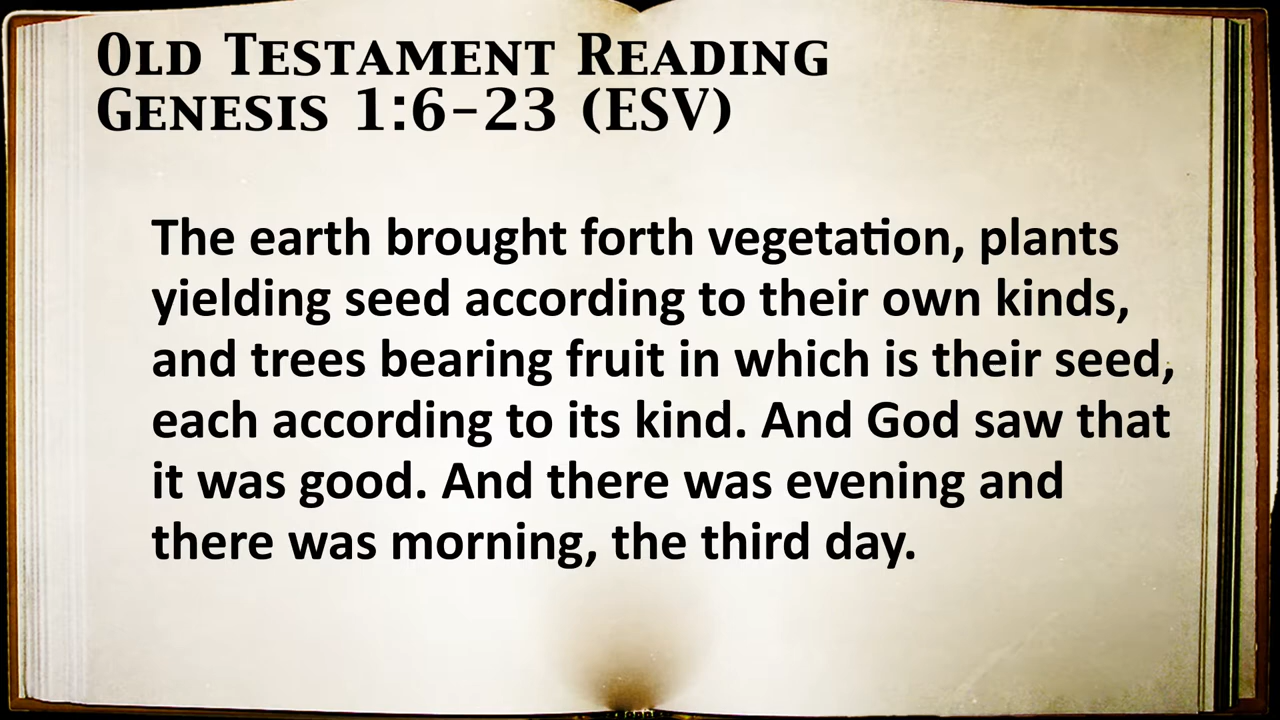 Old Testament Reading
Genesis 1:6–23 (ESV)
The earth brought forth vegetation, plants
yielding seed according to their own kinds,
and trees bearing fruit in which is their seed,
each according to its kind. And God saw that
it was good. And there was evening and
there was morning, the third day.